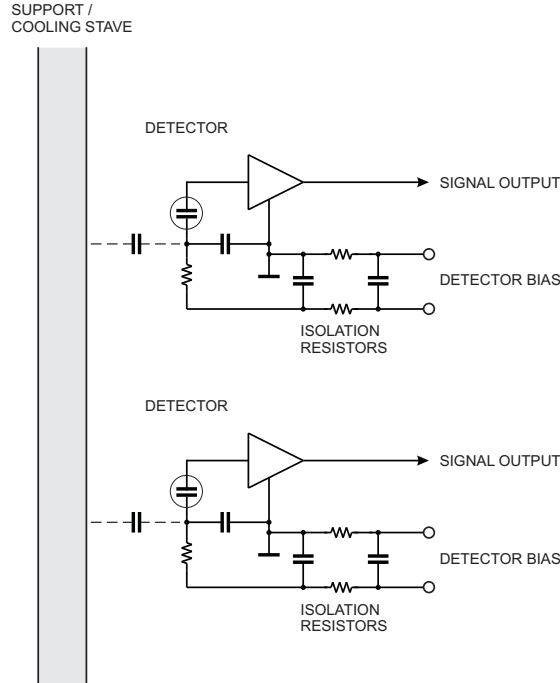 SUPPORT /
COOLING STAVE
DETECTOR
SIGNAL OUTPUT
DETECTOR BIAS
ISOLATION
RESISTORS
DETECTOR
SIGNAL OUTPUT
DETECTOR BIAS
ISOLATION
RESISTORS